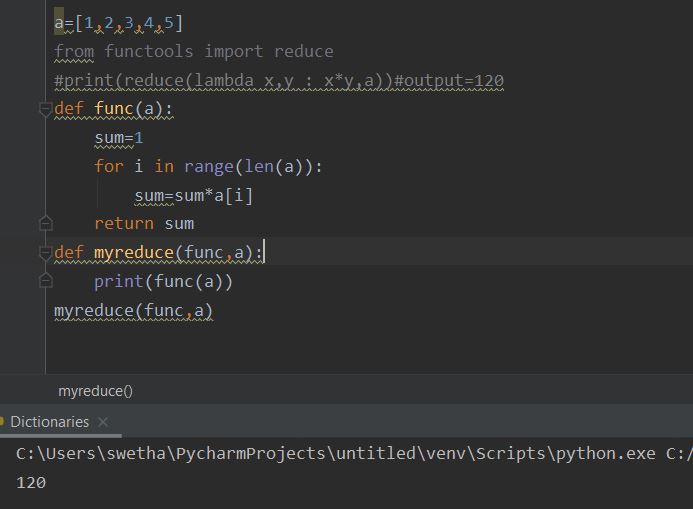 a=[1,2,3,4,5]
from functools import reduce
#print(reduce(lambda x,y : x*y,a))#output=120
def func(a):
    sum=1
    for i in range(len(a)):
        sum=sum*a[i]
    return sum
def myreduce(func,a):
    print(func(a))
myreduce(func,a)
myreduce()
Dictionaries ×
C:\Users\swetha\PycharmProjects\untitled\venv\Scripts\python.exe C:/
120